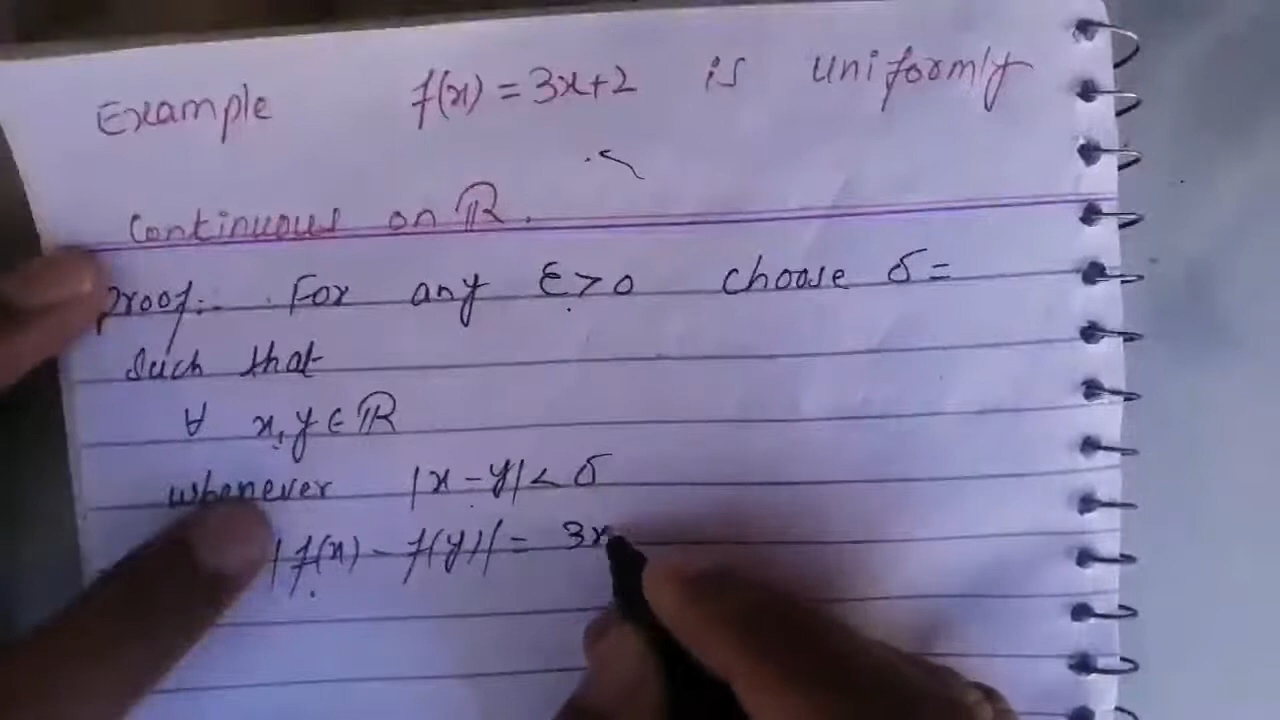 Example f(x) = 3x+2 is uniformly
Continuous on ℝ.
proof:- For any ε>0 choose δ=
such that
∀ x,y∈ℝ
whenever |x-y|<δ
|f(x) - f(y)| = 3x